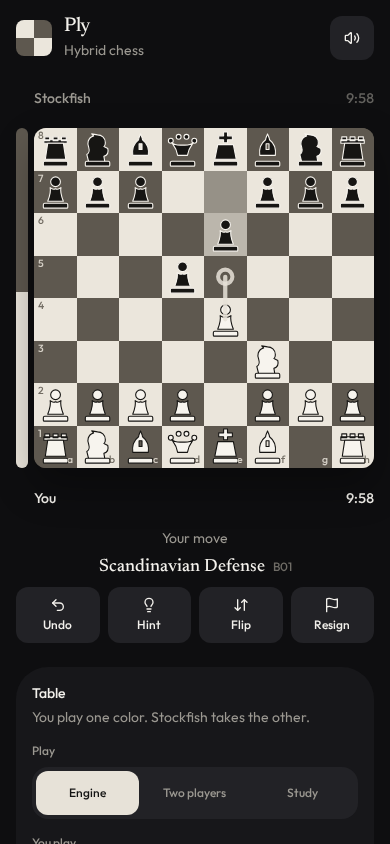 Ply
Hybrid chess
Stockfish 9:58
8
7
6
5
4
3
2
1
a b c d e f g h
You 9:58
Your move
Scandinavian Defense B01
Undo Hint Flip Resign
Table
You play one color. Stockfish takes the other.
Play
Engine Two players Study
You play